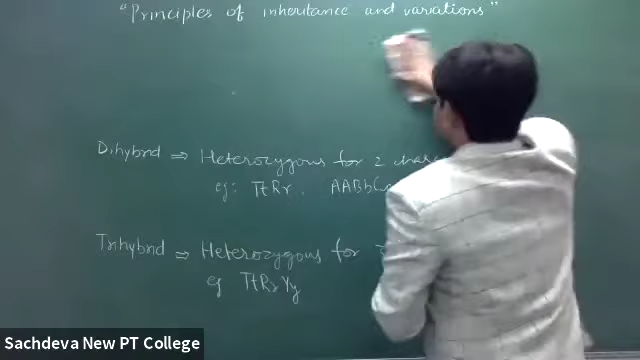 "Principles of inheritance and variations"
Dihybrid ⇒ Heterozygous for 2
eg: TtRr, AABbCc
Trihybrid ⇒ Heterozygous for
eg TtRrYy
Sachdeva New PT College